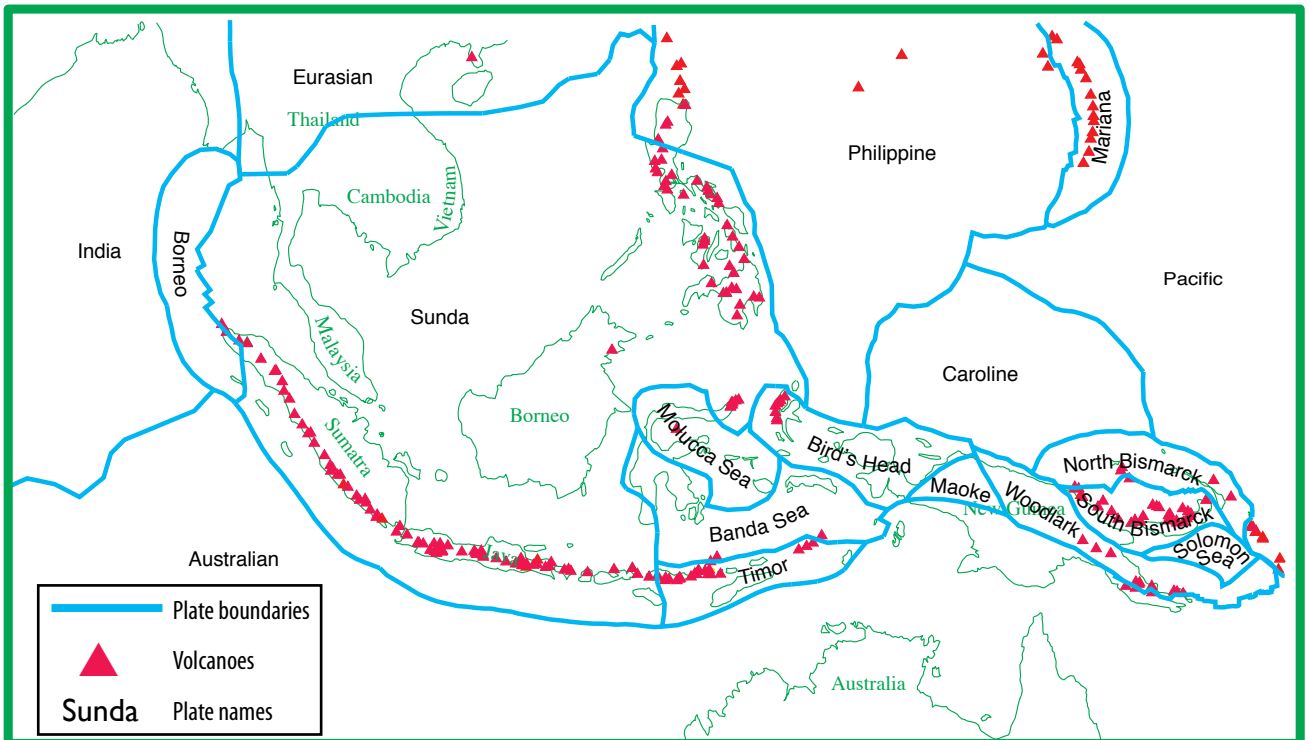 Eurasian
Thailand
Mariana
Philippine
Cambodia
Vietnam
India
Borneo
Pacific
Sunda
Malaysia
Caroline
Borneo
Sumatra
Molucca Sea
Bird's Head
North Bismarck
Maoke
Woodlark
New Guinea
South Bismarck
Banda Sea
Solomon
Sea
Java
Timor
Australian
Plate boundaries
Volcanoes
Sunda
Plate names
Australia